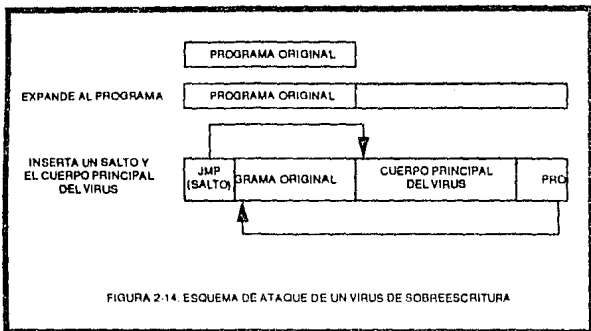 PROGRAMA ORIGINAL
EXPANDE AL PROGRAMA
PROGRAMA ORIGINAL
INSERTA UN SALTO Y
EL CUERPO PRINCIPAL
DEL VIRUS
JMP
(SALTO)
GRAMA ORIGINAL
CUERPO PRINCIPAL
DEL VIRUS
PRO
FIGURA 2-14. ESQUEMA DE ATAQUE DE UN VIRUS DE SOBREESCRITURA